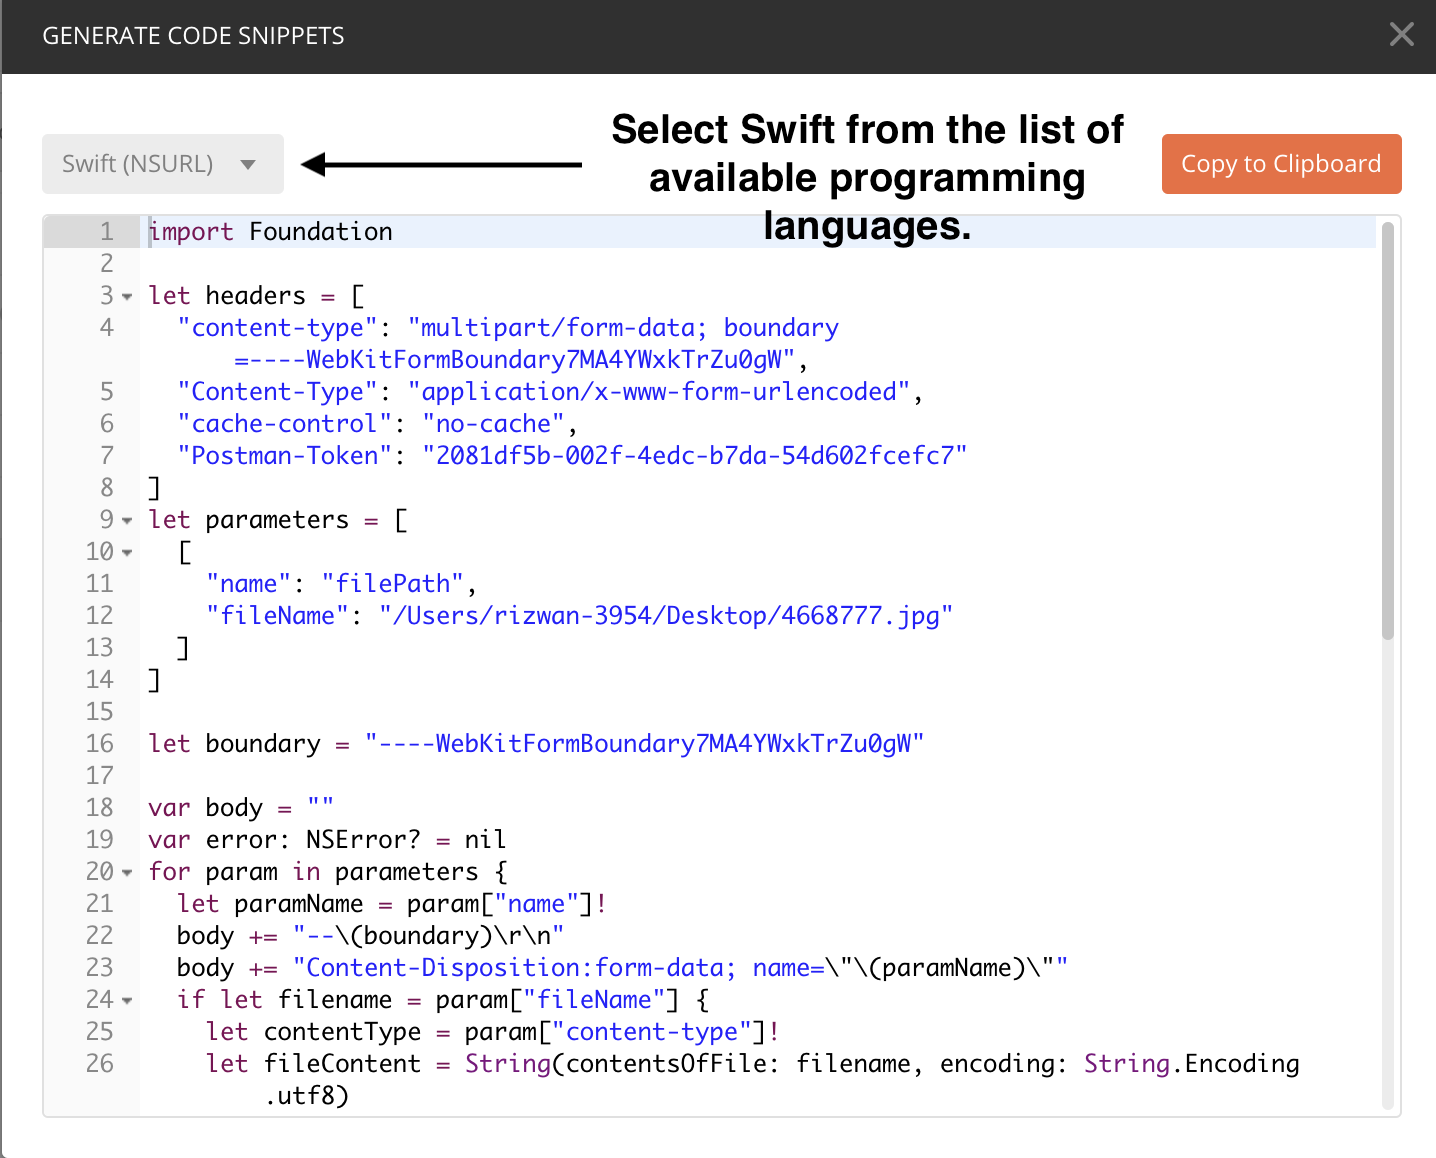 GENERATE CODE SNIPPETS
Swift (NSURL)
Select Swift from the list of
available programming
languages.
Copy to Clipboard
1 import Foundation
2
3 let headers = [
4 "content-type": "multipart/form-data; boundary
=----WebKitFormBoundary7MA4YWxkTrZu0gW",
5 "Content-Type": "application/x-www-form-urlencoded",
6 "cache-control": "no-cache",
7 "Postman-Token": "2081df5b-002f-4edc-b7da-54d602fcefc7"
8 ]
9 let parameters = [
10 [
11 "name": "filePath",
12 "fileName": "/Users/rizwan-3954/Desktop/4668777.jpg"
13 ]
14 ]
15
16 let boundary = "----WebKitFormBoundary7MA4YWxkTrZu0gW"
17
18 var body = ""
19 var error: NSError? = nil
20 for param in parameters {
21 let paramName = param["name"]!
22 body += "--\(boundary)\r\n"
23 body += "Content-Disposition:form-data; name=\"\(paramName)\""
24 if let filename = param["fileName"] {
25 let contentType = param["content-type"]!
26 let fileContent = String(contentsOfFile: filename, encoding: String.Encoding
.utf8)